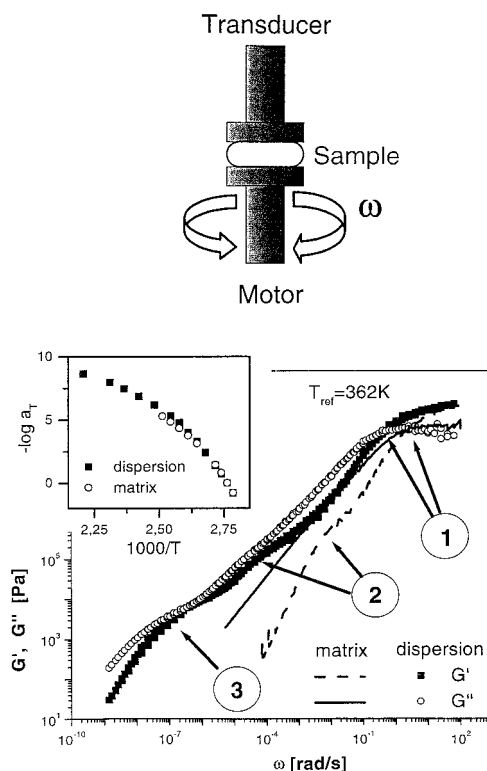 Transducer
Sample
ω
Motor
10
5
0
-log a_T
dispersion
matrix
2,25 2,50 2,75
1000/T
T_ref=362K
1
2
3
10^5
10^3
10^1
G', G'' [Pa]
matrix dispersion
G'
G''
10^-10 10^-7 10^-4 10^-1 10^2
ω [rad/s]